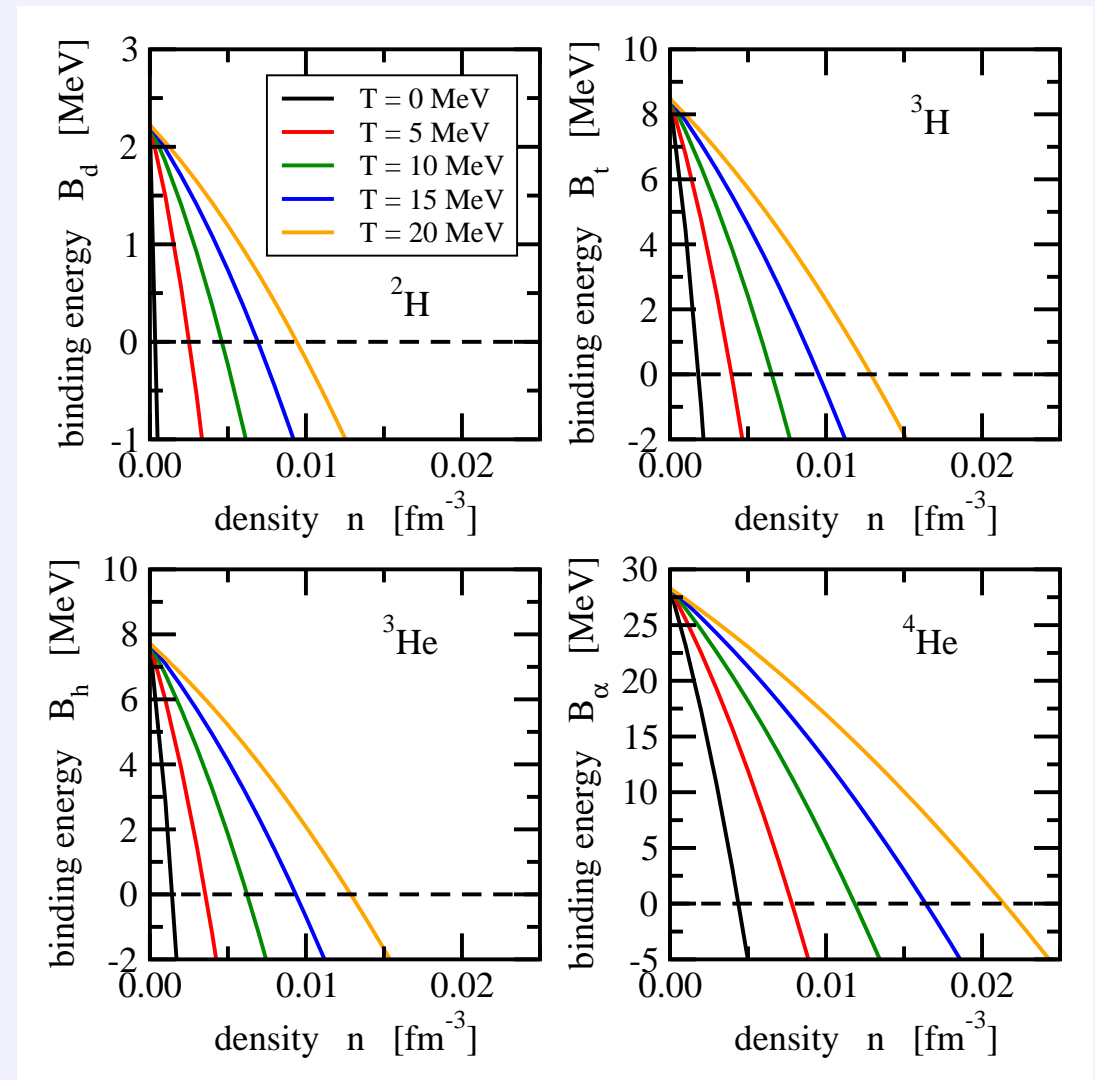 binding energy B_d [MeV]
3
2
1
0
-1
T = 0 MeV
T = 5 MeV
T = 10 MeV
T = 15 MeV
T = 20 MeV
²H
0.00 0.01 0.02
density n [fm⁻³]
binding energy B_t [MeV]
10
8
6
4
2
0
-2
³H
0.00 0.01 0.02
density n [fm⁻³]
binding energy B_h [MeV]
10
8
6
4
2
0
-2
³He
0.00 0.01 0.02
density n [fm⁻³]
binding energy B_α [MeV]
30
25
20
15
10
5
0
-5
⁴He
0.00 0.01 0.02
density n [fm⁻³]